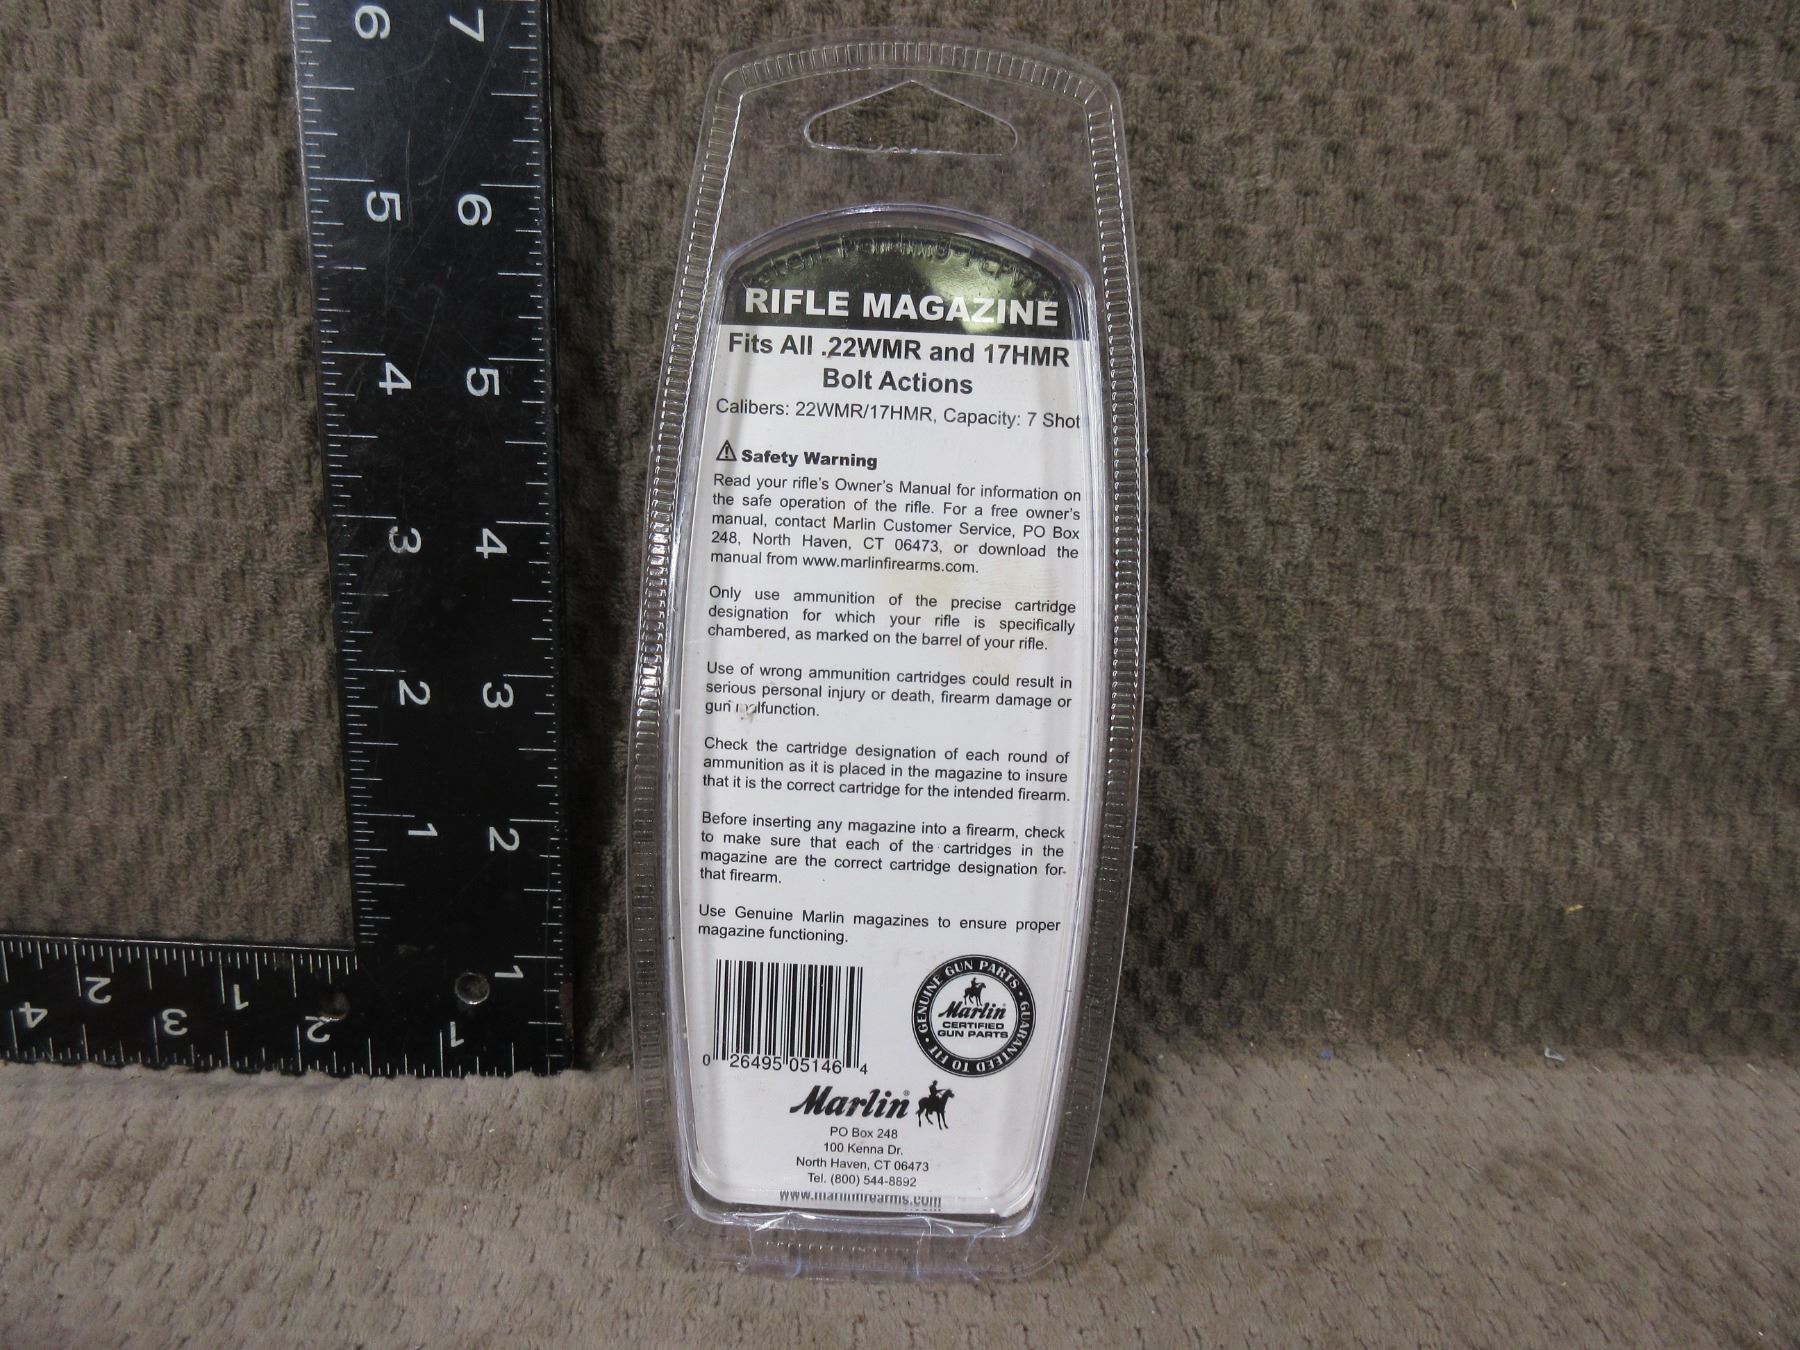 6 7
5 6
4 5
3 4
2 3
1 2
1
2 1
4 3 2 1
Pending
RIFLE MAGAZINE
Fits All .22WMR and 17HMR
Bolt Actions
Calibers: 22WMR/17HMR, Capacity: 7 Shot
⚠ Safety Warning
Read your rifle's Owner's Manual for information on
the safe operation of the rifle. For a free owner's
manual, contact Marlin Customer Service, PO Box
248, North Haven, CT 06473, or download the
manual from www.marlinfirearms.com.
Only use ammunition of the precise cartridge
designation for which your rifle is specifically
chambered, as marked on the barrel of your rifle.
Use of wrong ammunition cartridges could result in
serious personal injury or death, firearm damage or
gun malfunction.
Check the cartridge designation of each round of
ammunition as it is placed in the magazine to insure
that it is the correct cartridge for the intended firearm.
Before inserting any magazine into a firearm, check
to make sure that each of the cartridges in the
magazine are the correct cartridge designation for
that firearm.
Use Genuine Marlin magazines to ensure proper
magazine functioning.
0 26495 05146 4
GENUINE GUN PARTS • GUARANTEED TO FIT •
Marlin
CERTIFIED
GUN PARTS
Marlin®
PO Box 248
100 Kenna Dr.
North Haven, CT 06473
Tel. (800) 544-8892
www.marlinfirearms.com